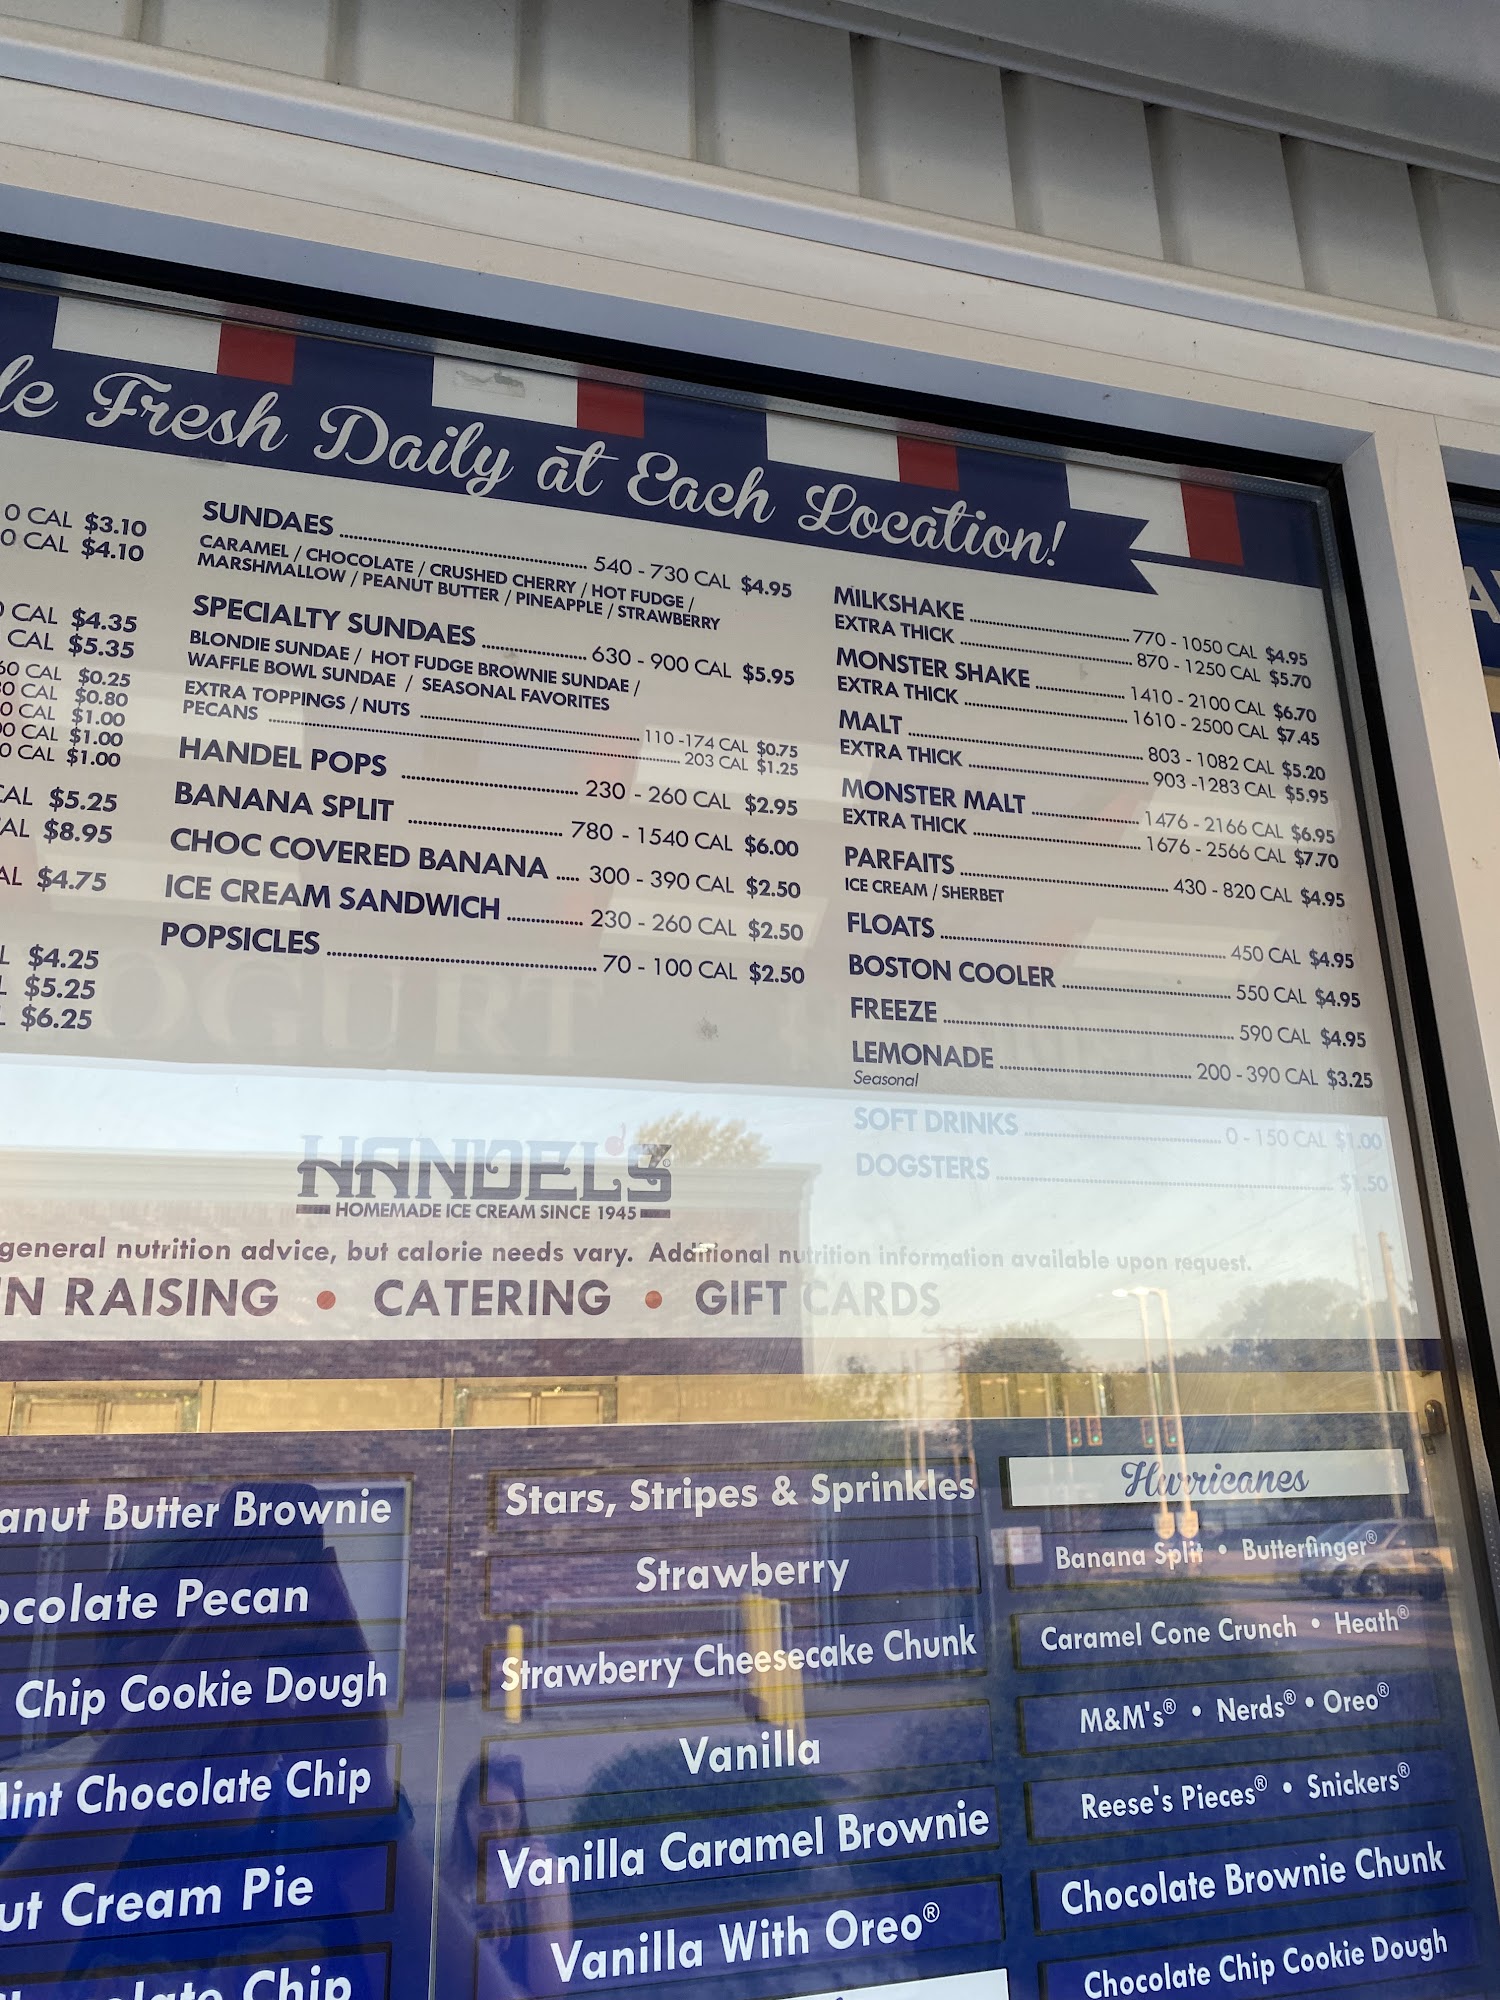 le Fresh Daily at Each Location!
0 CAL $3.10
0 CAL $4.10
CAL $4.35
CAL $5.35
60 CAL $0.25
CAL $0.80
0 CAL $1.00
00 CAL $1.00
0 CAL $1.00
CAL $5.25
AL $8.95
AL $4.75
L $4.25
L $5.25
$6.25
SUNDAES 540 - 730 CAL $4.95
CARAMEL / CHOCOLATE / CRUSHED CHERRY / HOT FUDGE /
MARSHMALLOW / PEANUT BUTTER / PINEAPPLE / STRAWBERRY
SPECIALTY SUNDAES 630 - 900 CAL $5.95
BLONDIE SUNDAE / HOT FUDGE BROWNIE SUNDAE /
WAFFLE BOWL SUNDAE / SEASONAL FAVORITES
EXTRA TOPPINGS / NUTS 110 -174 CAL $0.75
PECANS 203 CAL $1.25
HANDEL POPS 230 - 260 CAL $2.95
BANANA SPLIT 780 - 1540 CAL $6.00
CHOC COVERED BANANA 300 - 390 CAL $2.50
ICE CREAM SANDWICH 230 - 260 CAL $2.50
POPSICLES 70 - 100 CAL $2.50
MILKSHAKE 770 - 1050 CAL $4.95
EXTRA THICK 870 - 1250 CAL $5.70
MONSTER SHAKE 1410 - 2100 CAL $6.70
EXTRA THICK 1610 - 2500 CAL $7.45
MALT 803 - 1082 CAL $5.20
EXTRA THICK 903 -1283 CAL $5.95
MONSTER MALT 1476 - 2166 CAL $6.95
EXTRA THICK 1676 - 2566 CAL $7.70
PARFAITS 430 - 820 CAL $4.95
ICE CREAM / SHERBET
FLOATS 450 CAL $4.95
BOSTON COOLER 550 CAL $4.95
FREEZE 590 CAL $4.95
LEMONADE 200 - 390 CAL $3.25
Seasonal
SOFT DRINKS 0 - 150 CAL $1.00
DOGSTERS $1.50
HANDEL'S
HOMEMADE ICE CREAM SINCE 1945
general nutrition advice, but calorie needs vary. Additional nutrition information available upon request.
N RAISING • CATERING • GIFT CARDS
anut Butter Brownie
ocolate Pecan
Chip Cookie Dough
Mint Chocolate Chip
ut Cream Pie
late Chip
Stars, Stripes & Sprinkles
Strawberry
Strawberry Cheesecake Chunk
Vanilla
Vanilla Caramel Brownie
Vanilla With Oreo®
Hurricanes
Banana Split • Butterfinger®
Caramel Cone Crunch • Heath®
M&M's® • Nerds® • Oreo®
Reese's Pieces® • Snickers®
Chocolate Brownie Chunk
Chocolate Chip Cookie Dough